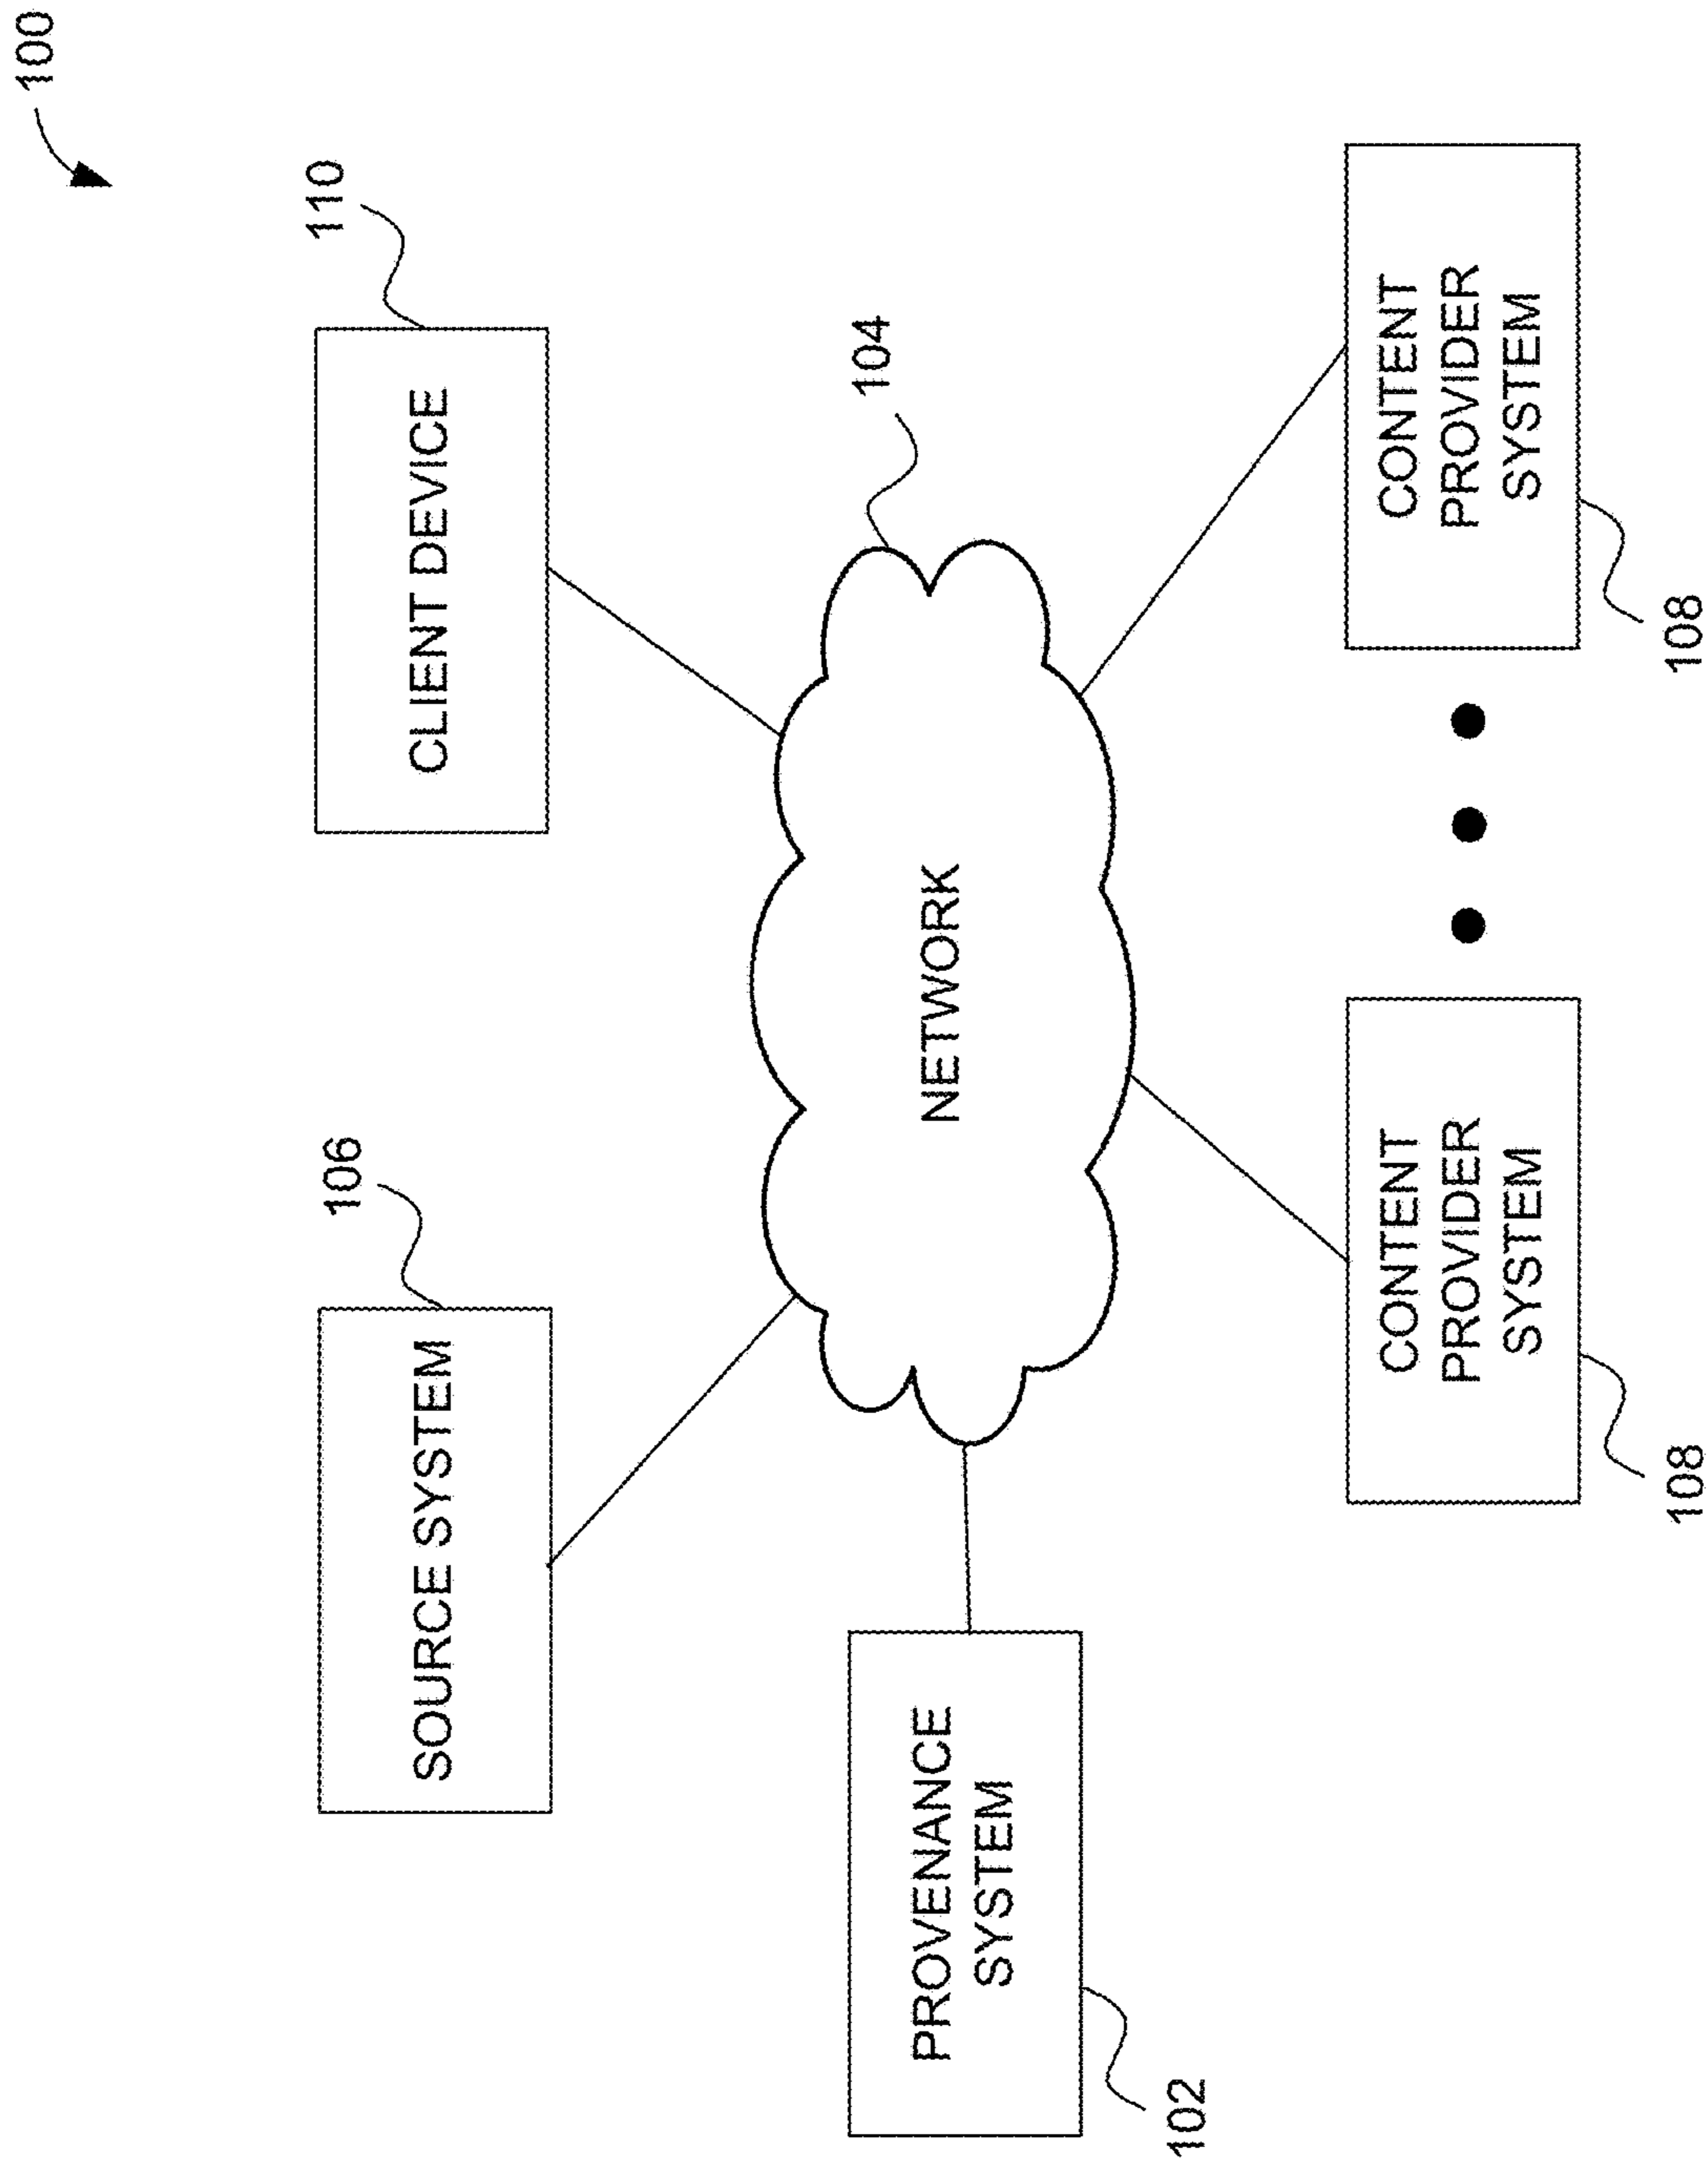 100
SOURCE SYSTEM
106
CLIENT DEVICE
110
PROVENANCE
SYSTEM
102
NETWORK
104
CONTENT
PROVIDER
SYSTEM
108
CONTENT
PROVIDER
SYSTEM
108